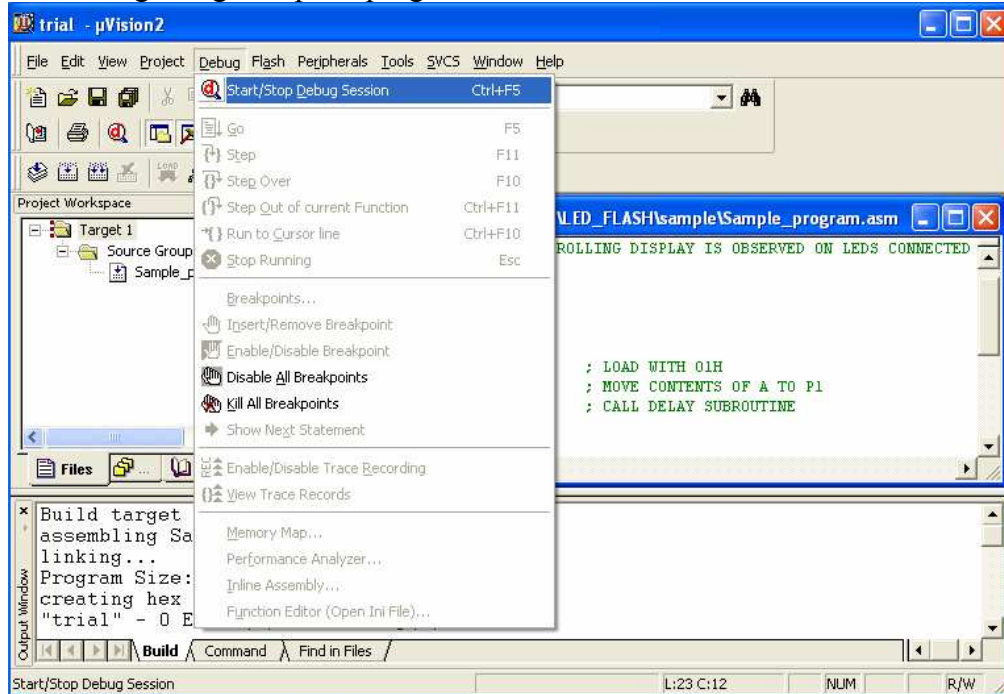 trial - µVision2
File Edit View Project Debug Flash Peripherals Tools SVCS Window Help
Start/Stop Debug Session Ctrl+F5
Go F5
Step F11
Step Over F10
Step Out of current Function Ctrl+F11
Run to Cursor line Ctrl+F10
Stop Running Esc
Breakpoints...
Insert/Remove Breakpoint
Enable/Disable Breakpoint
Disable All Breakpoints
Kill All Breakpoints
Show Next Statement
Enable/Disable Trace Recording
View Trace Records
Memory Map...
Performance Analyzer...
Inline Assembly...
Function Editor (Open Ini File)...
LOAD
Project Workspace
Target 1
Source Group
Sample_p
\LED_FLASH\sample\Sample_program.asm
ROLLING DISPLAY IS OBSERVED ON LEDS CONNECTED
; LOAD WITH 01H
; MOVE CONTENTS OF A TO P1
; CALL DELAY SUBROUTINE
Files ...
Build target
assembling Sa
linking...
Program Size:
creating hex
"trial" - 0 E
Output Window
Build Command Find in Files
Start/Stop Debug Session L:23 C:12 NUM R/W